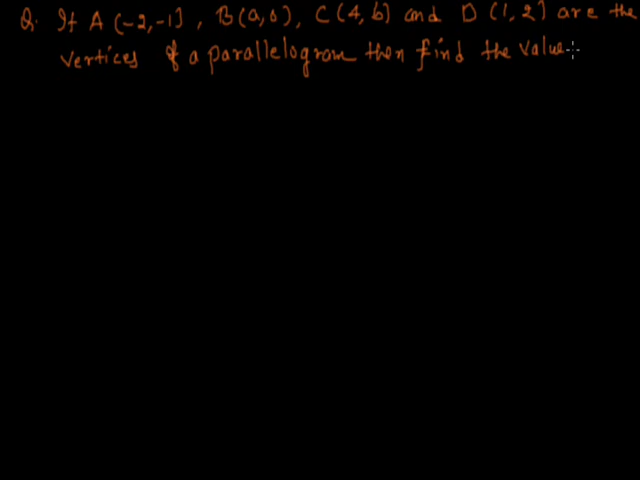 Q. If A (-2,-1], B(a,0), C(4,b) and D (1,2] are the
vertices of a parallelogram then find the value